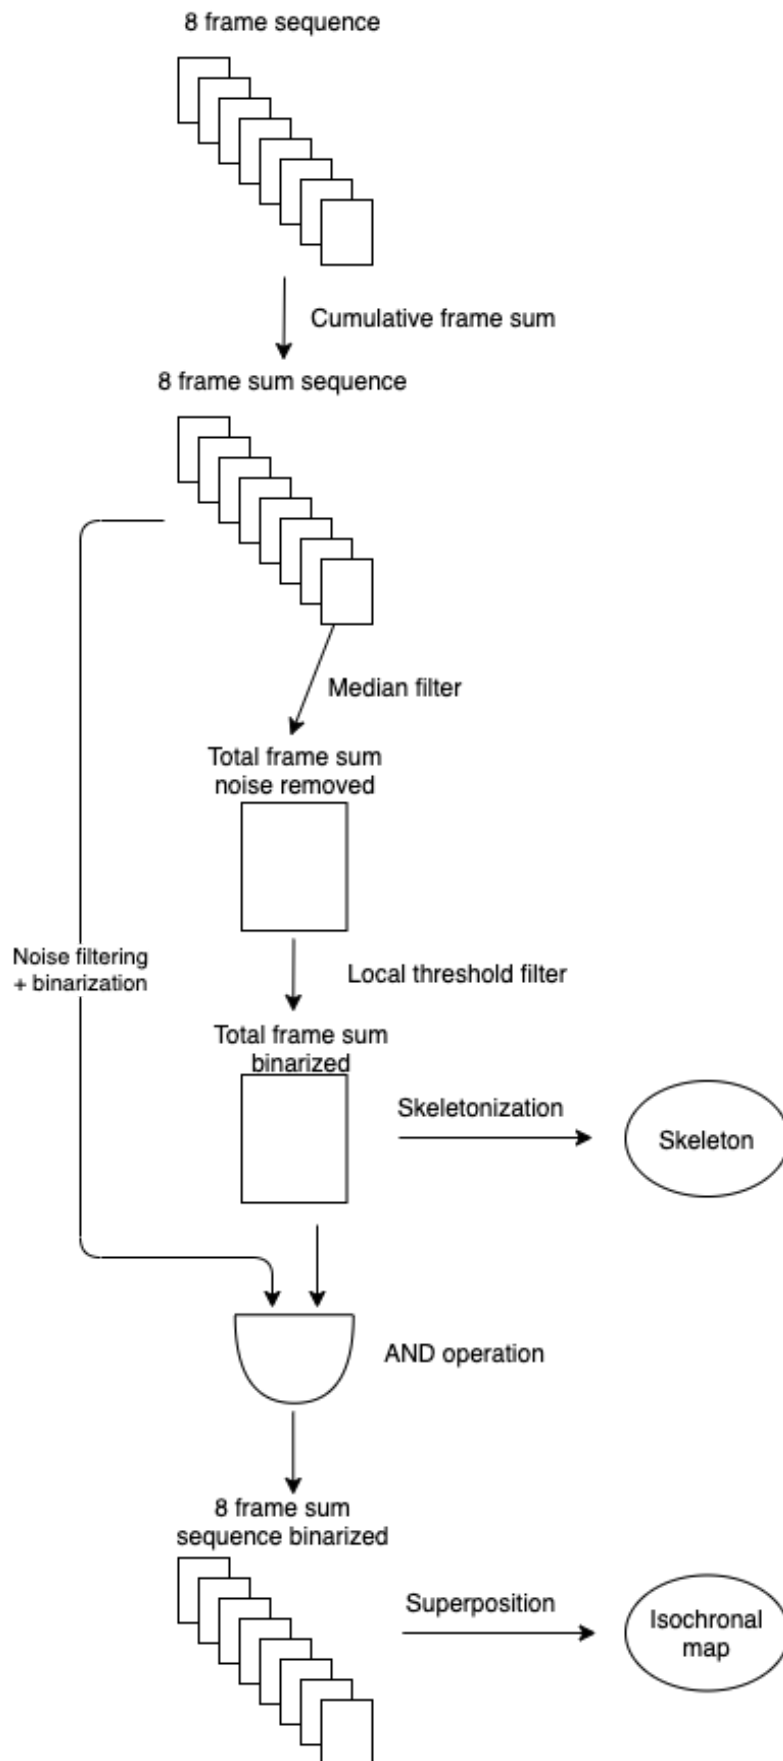 8 frame sequence
Cumulative frame sum
8 frame sum sequence
Median filter
Total frame sum
noise removed
Noise filtering
+ binarization
Local threshold filter
Total frame sum
binarized
Skeletonization
Skeleton
AND operation
8 frame sum
sequence binarized
Superposition
Isochronal
map